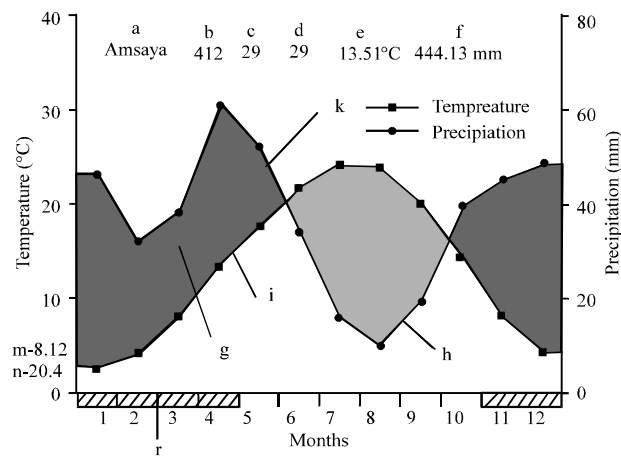 40
a b c d e f
Amsaya 412 29 29 13.51°C 444.13 mm
80
k
Tempreature
Precipiation
30
60
Temperature (°C)
Precipitation (mm)
20
40
i
10
20
m-8.12
g
h
n-20.4
0
0
1 2 3 4 5 6 7 8 9 10 11 12
r
Months